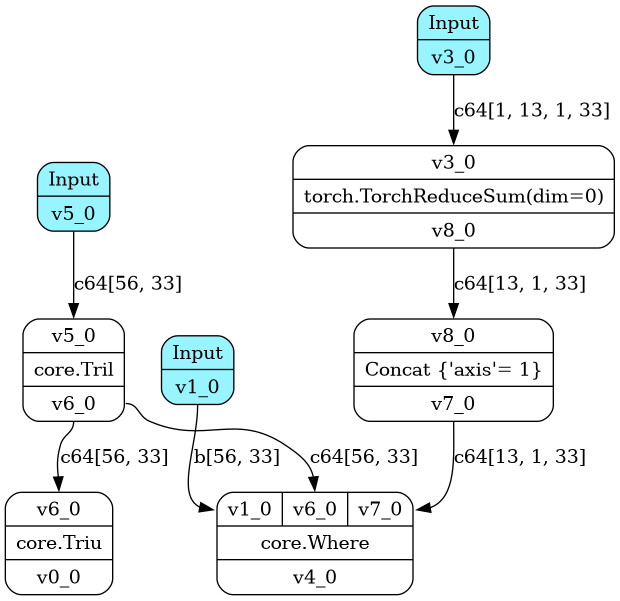 Input
v3_0
c64[1, 13, 1, 33]
v3_0
torch.TorchReduceSum(dim=0)
v8_0
Input
v5_0
c64[56, 33]
c64[13, 1, 33]
v5_0
core.Tril
v6_0
Input
v1_0
v8_0
Concat {'axis'= 1}
v7_0
c64[56, 33]
b[56, 33]
c64[56, 33]
c64[13, 1, 33]
v6_0
core.Triu
v0_0
v1_0 v6_0 v7_0
core.Where
v4_0